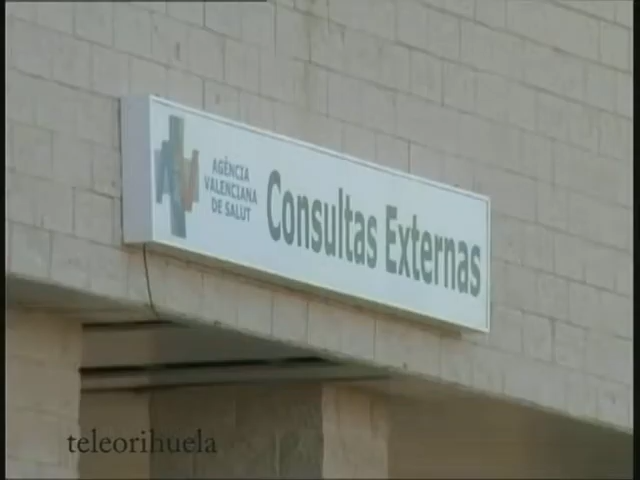 AGÈNCIA
VALENCIANA
DE SALUT
Consultas Externas
teleorihuela